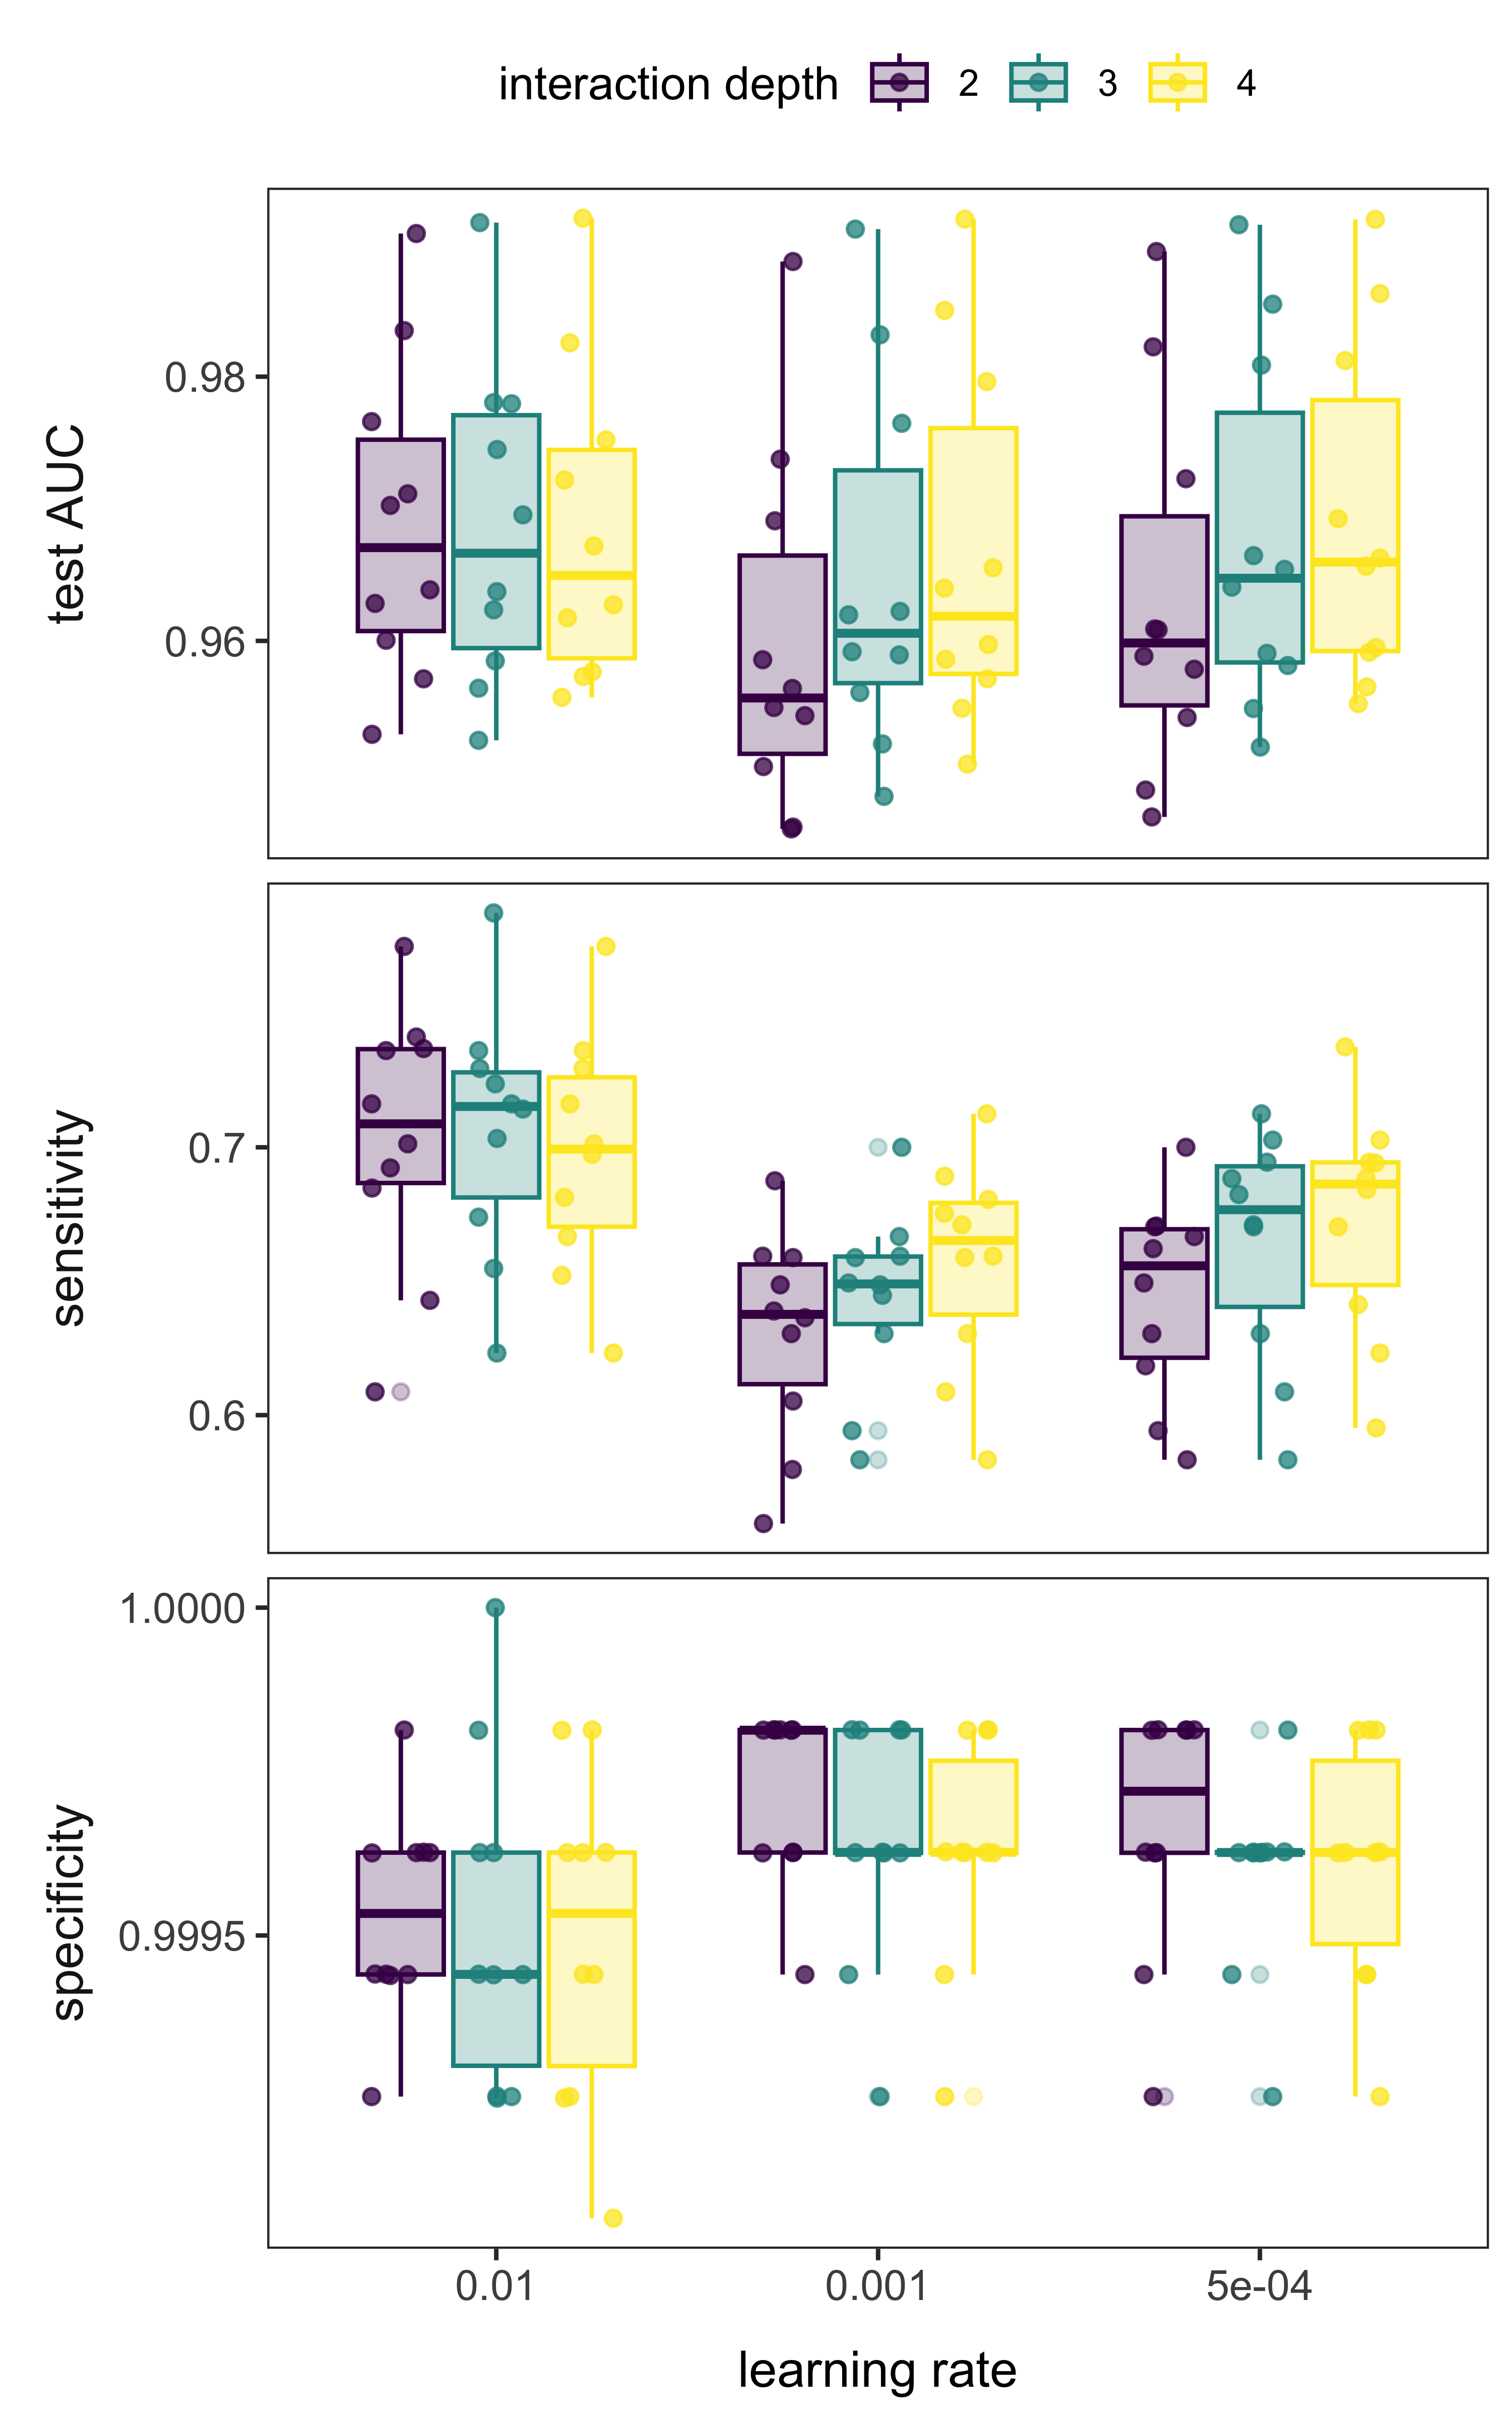 interaction depth 2 3 4
test AUC
0.98
0.96
sensitivity
0.7
0.6
specificity
1.0000
0.9995
0.01 0.001 5e-04
learning rate